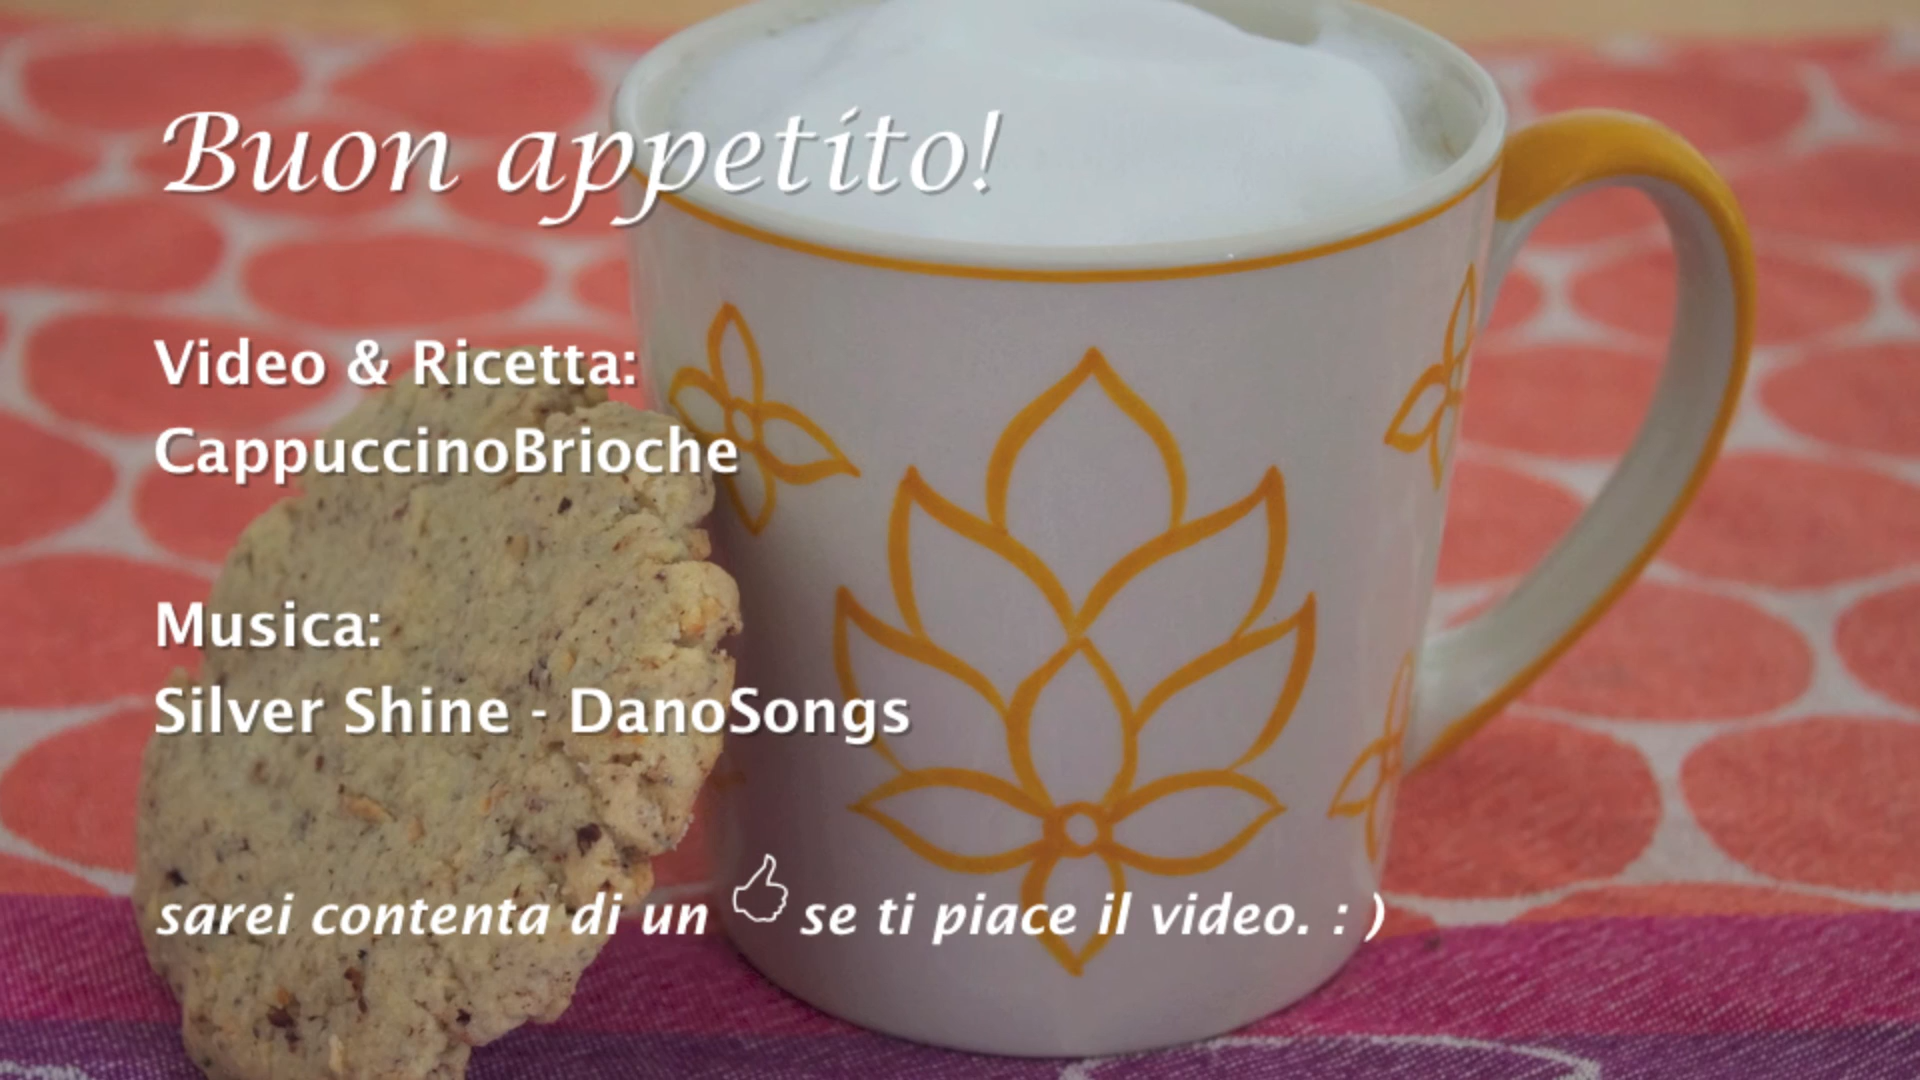 Buon appetito!
Video & Ricetta:
CappuccinoBrioche
Musica:
Silver Shine - DanoSongs
sarei contenta di un 👍 se ti piace il video. : )